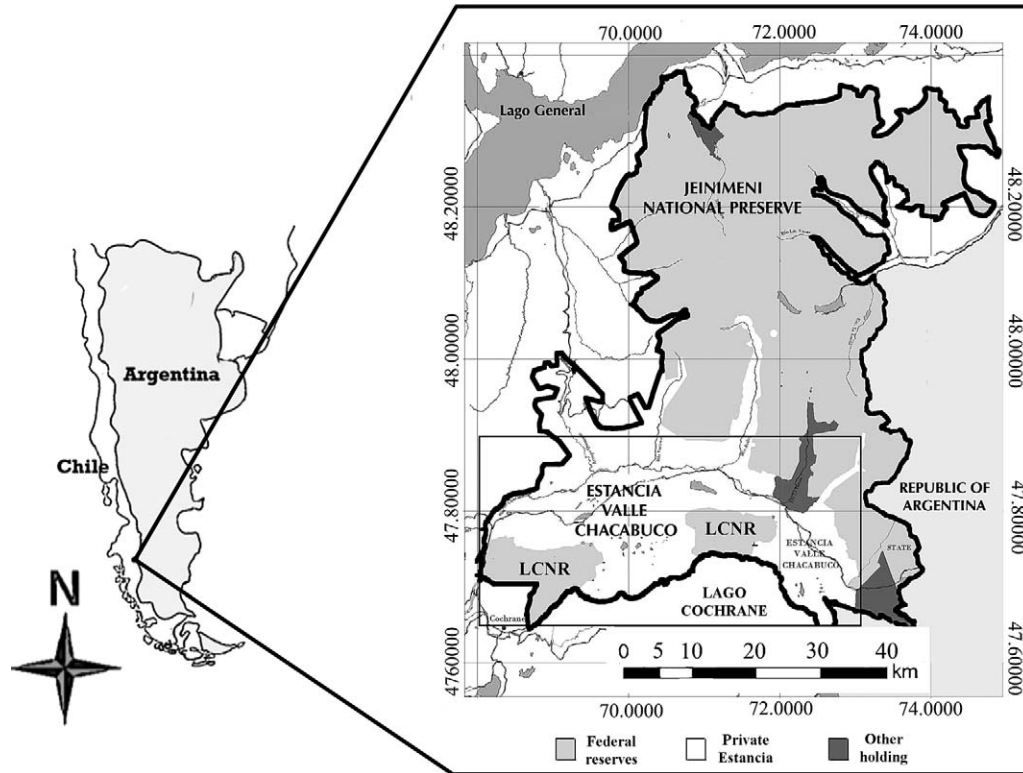 70.0000
72.0000
74.0000
Lago General
JEINIMENI
NATIONAL PRESERVE
48.20000
48.20000
48.00000
48.00000
Argentina
Chile
ESTANCIA
VALLE
CHACABUCO
LCNR
LCNR
ESTANCIA
VALLE
CHACABUCO
STATE
REPUBLIC OF
ARGENTINA
47.80000
47.80000
LAGO
COCHRANE
Cochrane
N
4760000
47.60000
0 5 10 20 30 40
km
70.0000
72.0000
74.0000
Federal
reserves
Private
Estancia
Other
holding